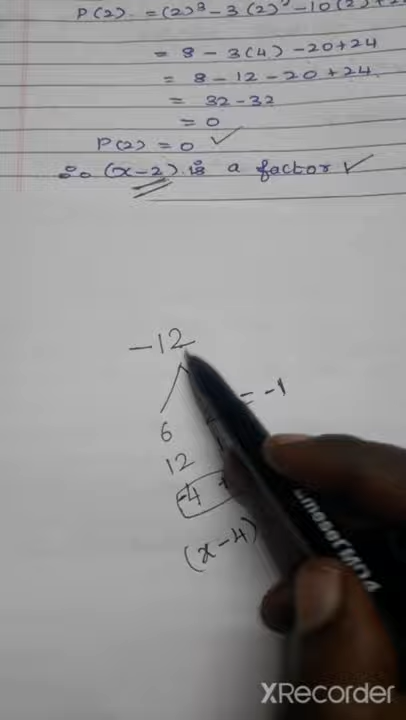 P(2) = (2)³ - 3(2)² - 10(2) +
= 8 - 3(4) - 20 + 24
= 8 - 12 - 20 + 24
= 32 - 32
= 0
P(2) = 0 ✓
∴ (x-2) is a factor ✓
-12
= -1
6
12
-4
(x-4)
XRecorder